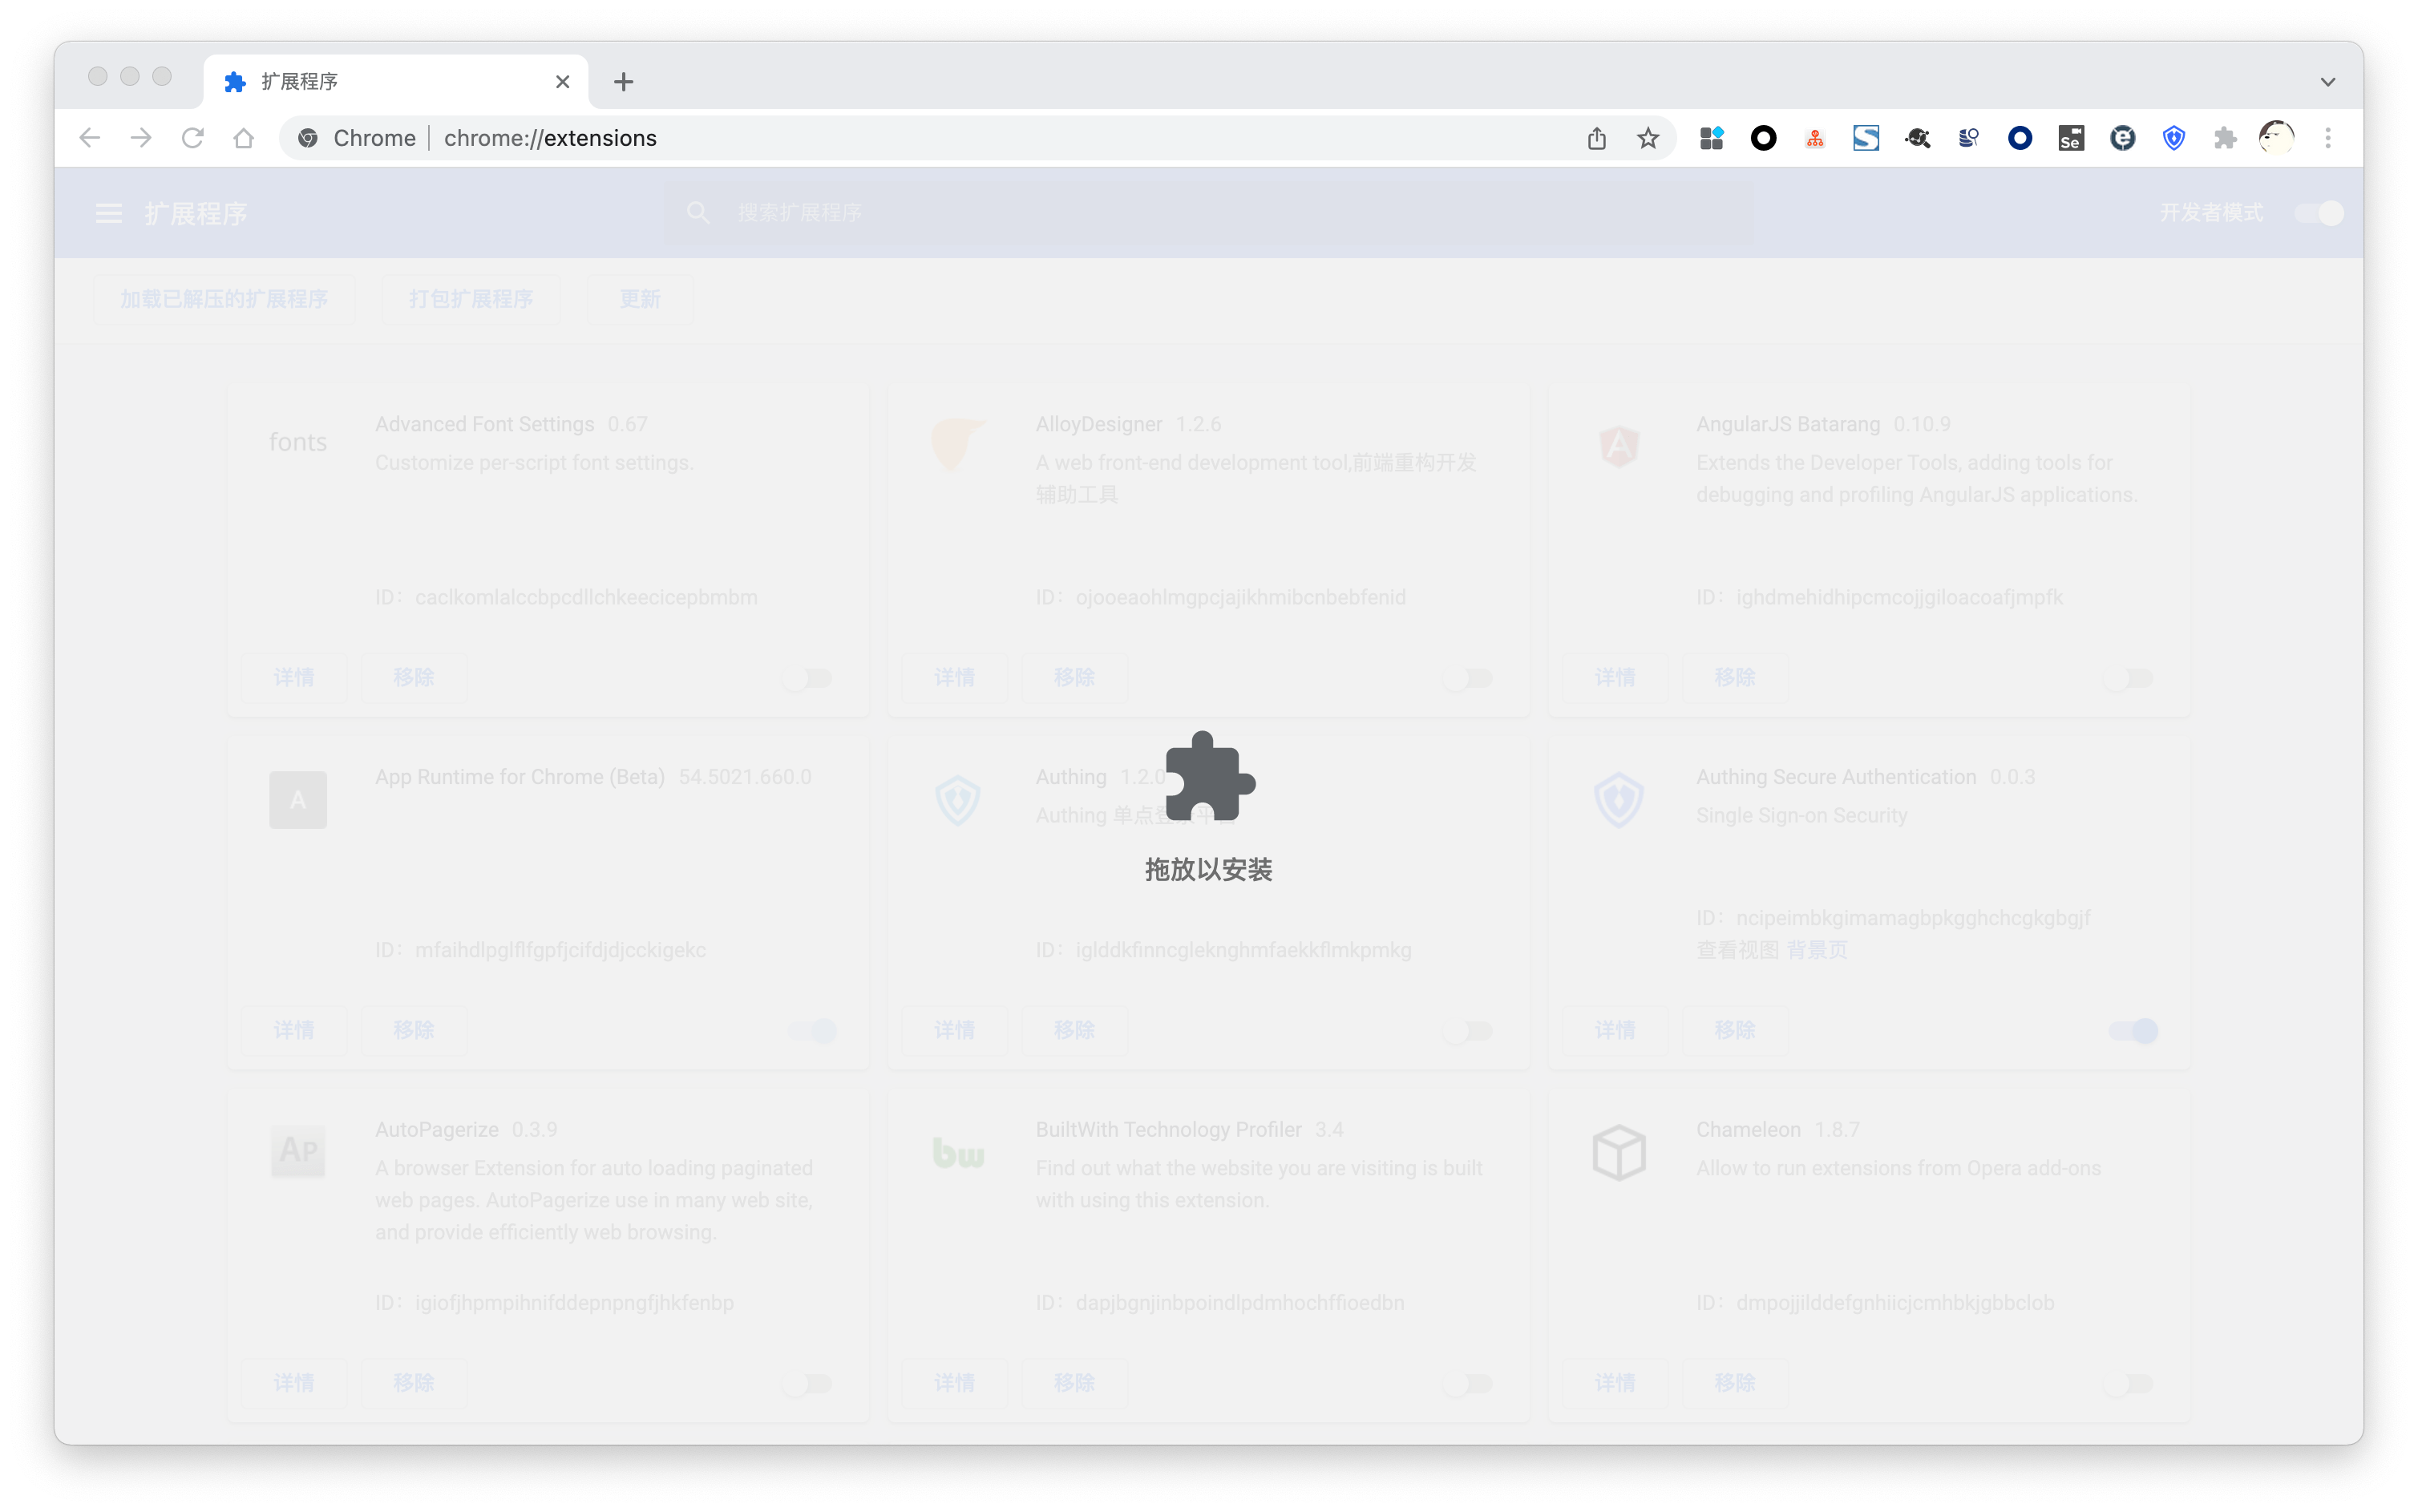 扩展程序
Chrome chrome://extensions
Se
扩展程序
搜索扩展程序
开发者模式
加载已解压的扩展程序 打包扩展程序 更新
fonts
Advanced Font Settings 0.67
Customize per-script font settings.
ID: caclkomlalccbpcdllchkeecicepbmbm
详情 移除
AlloyDesigner 1.2.6
A web front-end development tool,前端重构开发
辅助工具
ID: ojooeaohlmgpcjajikhmibcnbebfenid
详情 移除
AngularJS Batarang 0.10.9
Extends the Developer Tools, adding tools for
debugging and profiling AngularJS applications.
ID: ighdmehidhipcmcojjgiloacoafjmpfk
详情 移除
A
App Runtime for Chrome (Beta) 54.5021.660.0
ID: mfaihdlpglflfgpfjcifdjdjcckigekc
详情 移除
Authing 1.2.0
Authing 单点登录平台
拖放以安装
ID: iglddkfinncgleknghmfaekkflmkpmkg
详情 移除
Authing Secure Authentication 0.0.3
Single Sign-on Security
ID: ncipeimbkgimamagbpkgghchcgkgbgjf
查看视图 背景页
详情 移除
AP
AutoPagerize 0.3.9
A browser Extension for auto loading paginated
web pages. AutoPagerize use in many web site,
and provide efficiently web browsing.
ID: igiofjhpmpihnifddepnpngfjhkfenbp
详情 移除
bw
BuiltWith Technology Profiler 3.4
Find out what the website you are visiting is built
with using this extension.
ID: dapjbgnjinbpoindlpdmhochffioedbn
详情 移除
Chameleon 1.8.7
Allow to run extensions from Opera add-ons
ID: dmpojjilddefgnhiicjcmhbkjgbbclob
详情 移除